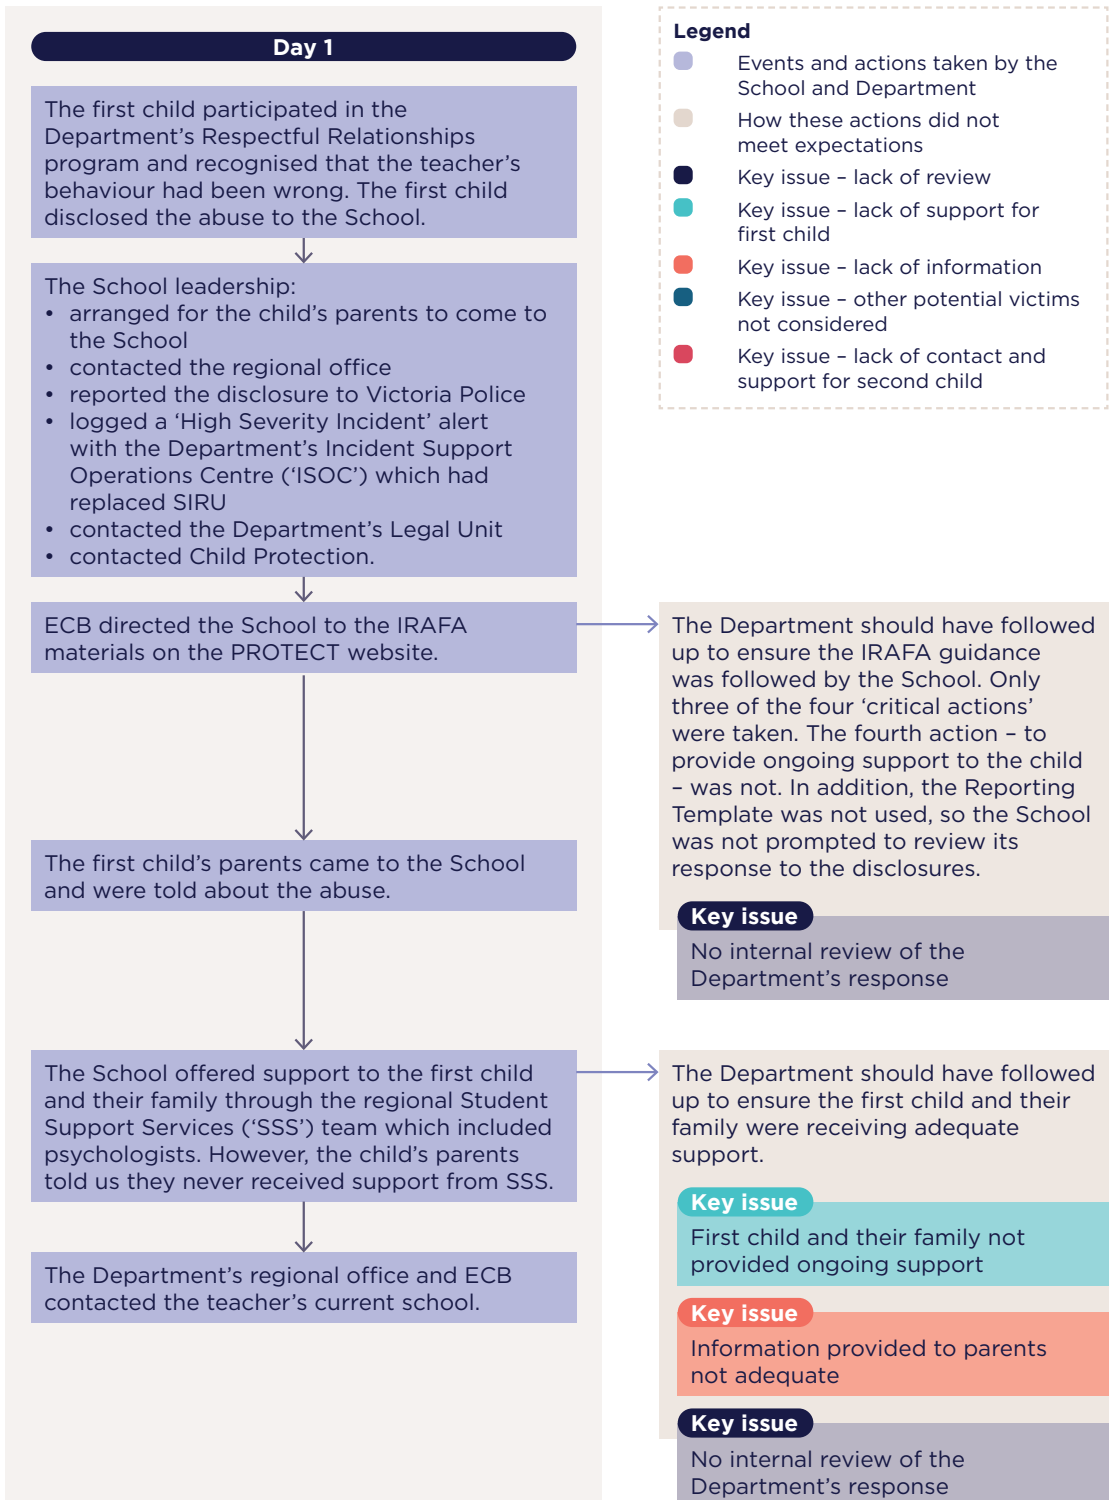 Day 1
The first child participated in the
Department’s Respectful Relationships
program and recognised that the teacher’s
behaviour had been wrong. The first child
disclosed the abuse to the School.
The School leadership:
• arranged for the child’s parents to come to
the School
• contacted the regional office
• reported the disclosure to Victoria Police
• logged a ‘High Severity Incident’ alert
with the Department’s Incident Support
Operations Centre (‘ISOC’) which had
replaced SIRU
• contacted the Department’s Legal Unit
• contacted Child Protection.
ECB directed the School to the IRAFA
materials on the PROTECT website.
The first child’s parents came to the School
and were told about the abuse.
The School offered support to the first child
and their family through the regional Student
Support Services (‘SSS’) team which included
psychologists. However, the child’s parents
told us they never received support from SSS.
The Department’s regional office and ECB
contacted the teacher’s current school.
Legend
Events and actions taken by the
School and Department
How these actions did not
meet expectations
Key issue – lack of review
Key issue – lack of support for
first child
Key issue – lack of information
Key issue – other potential victims
not considered
Key issue – lack of contact and
support for second child
The Department should have followed
up to ensure the IRAFA guidance
was followed by the School. Only
three of the four ‘critical actions’
were taken. The fourth action – to
provide ongoing support to the child
– was not. In addition, the Reporting
Template was not used, so the School
was not prompted to review its
response to the disclosures.
Key issue
No internal review of the
Department’s response
The Department should have followed
up to ensure the first child and their
family were receiving adequate
support.
Key issue
First child and their family not
provided ongoing support
Key issue
Information provided to parents
not adequate
Key issue
No internal review of the
Department’s response